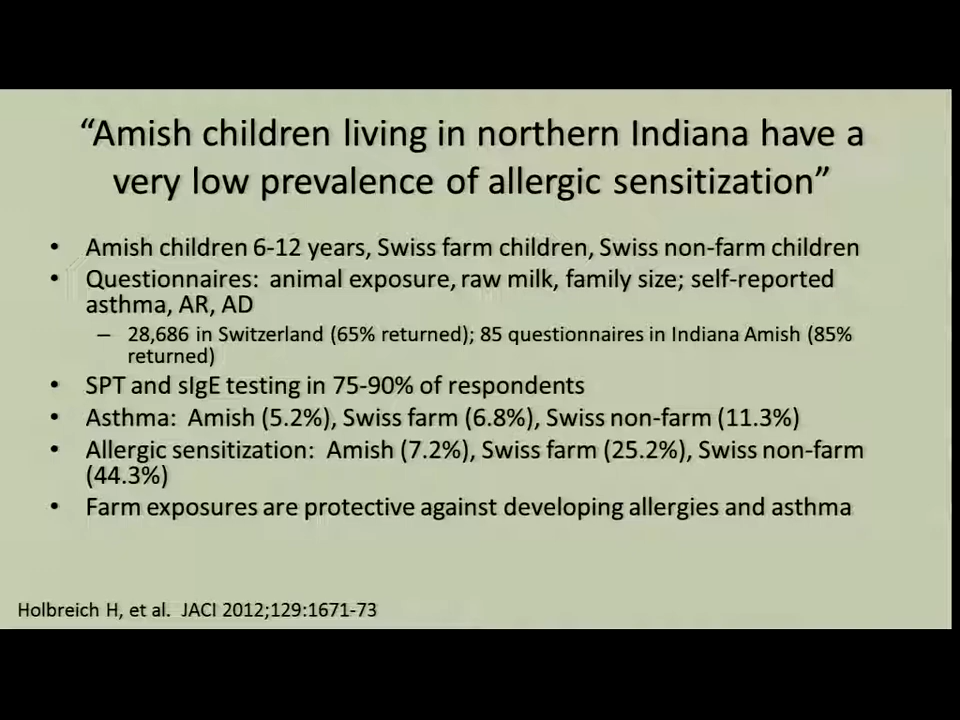 “Amish children living in northern Indiana have a
very low prevalence of allergic sensitization”
• Amish children 6-12 years, Swiss farm children, Swiss non-farm children
• Questionnaires: animal exposure, raw milk, family size; self-reported
asthma, AR, AD
– 28,686 in Switzerland (65% returned); 85 questionnaires in Indiana Amish (85%
returned)
• SPT and sIgE testing in 75-90% of respondents
• Asthma: Amish (5.2%), Swiss farm (6.8%), Swiss non-farm (11.3%)
• Allergic sensitization: Amish (7.2%), Swiss farm (25.2%), Swiss non-farm
(44.3%)
• Farm exposures are protective against developing allergies and asthma
Holbreich H, et al. JACI 2012;129:1671-73